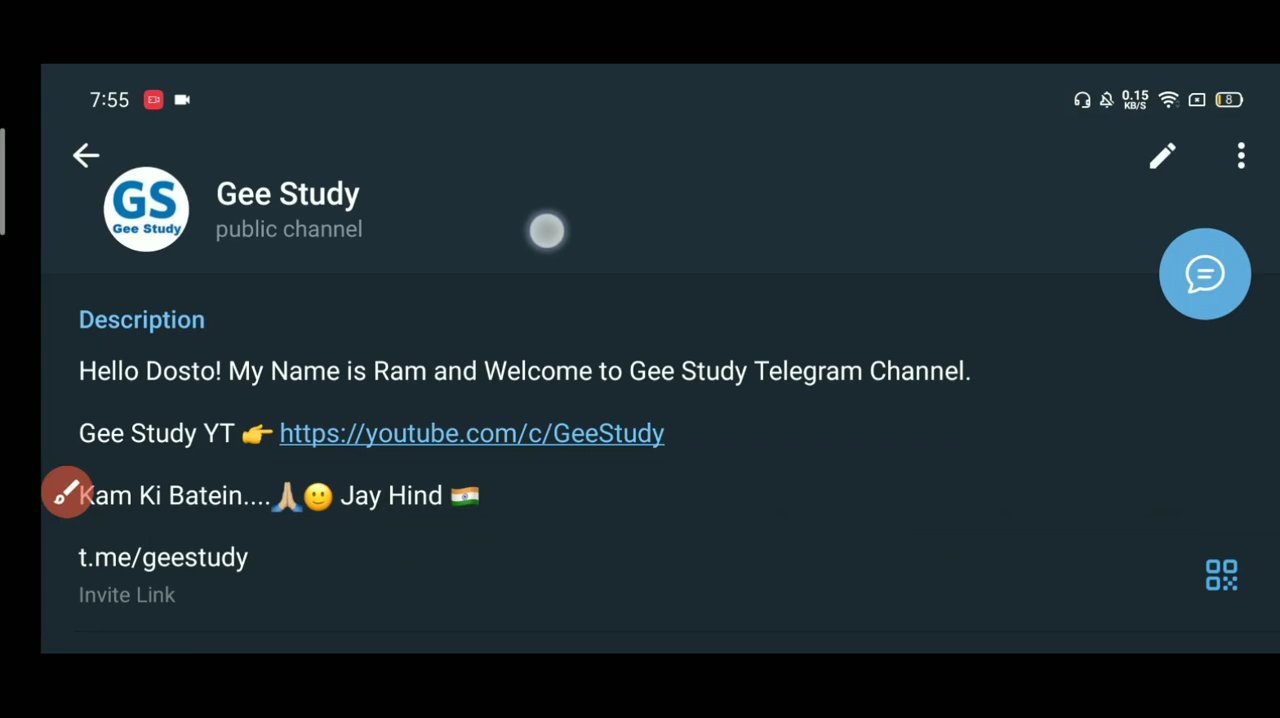 7:55
0.15
KB/S
8
GS
Gee Study
Gee Study
public channel
Description
Hello Dosto! My Name is Ram and Welcome to Gee Study Telegram Channel.
Gee Study YT 👉 https://youtube.com/c/GeeStudy
Kam Ki Batein....🙏🏼🙂 Jay Hind 🇮🇳
t.me/geestudy
Invite Link